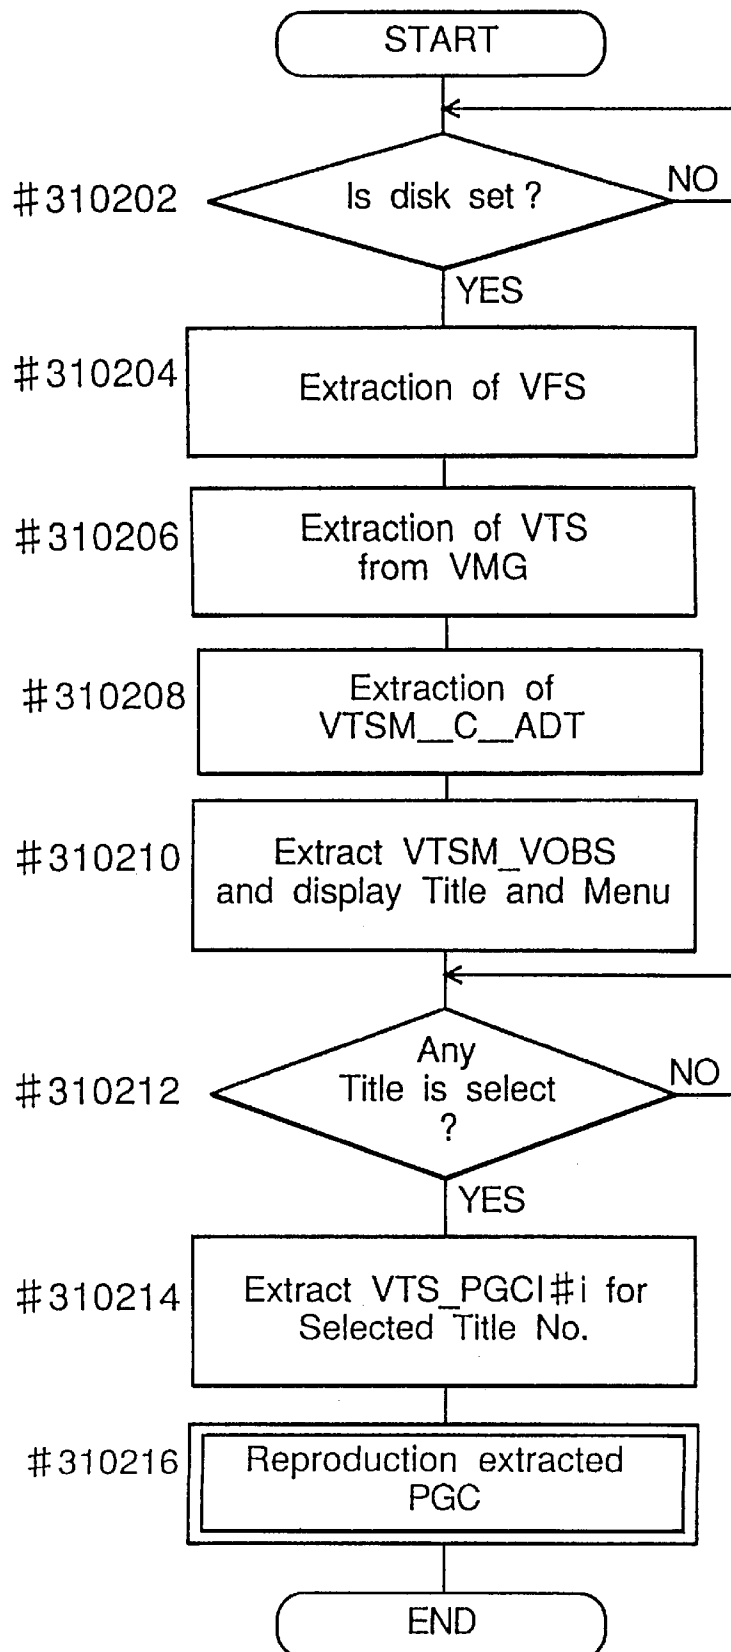 START
#310202
Is disk set ?
NO
YES
#310204
Extraction of VFS
#310206
Extraction of VTS
from VMG
#310208
Extraction of
VTSM__C__ADT
#310210
Extract VTSM_VOBS
and display Title and Menu
#310212
Any
Title is select
?
NO
YES
#310214
Extract VTS_PGCI#i for
Selected Title No.
#310216
Reproduction extracted
PGC
END